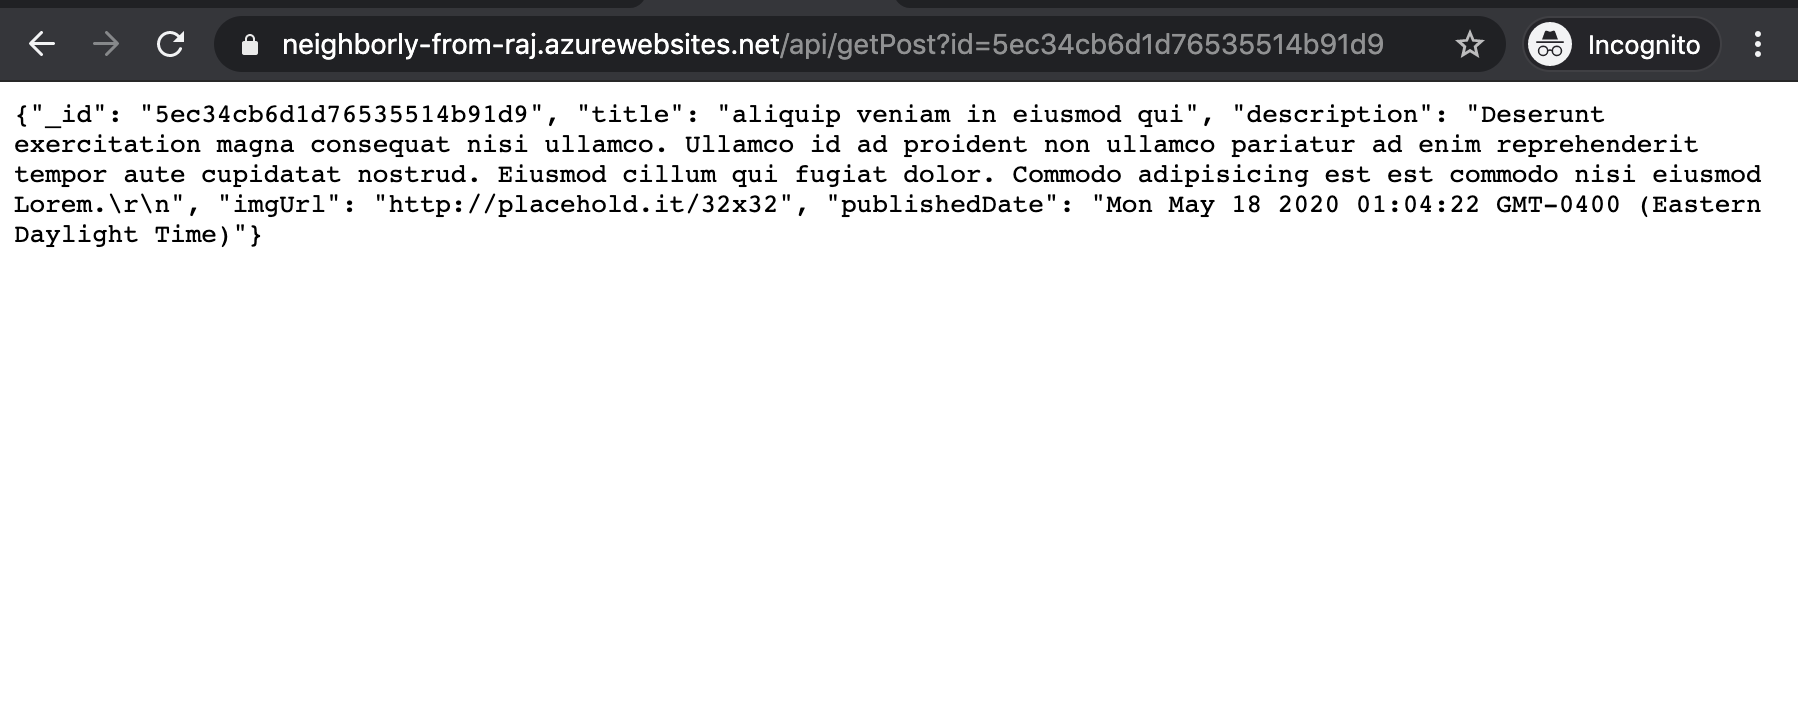 neighborly-from-raj.azurewebsites.net/api/getPost?id=5ec34cb6d1d76535514b91d9
Incognito
{"_id": "5ec34cb6d1d76535514b91d9", "title": "aliquip veniam in eiusmod qui", "description": "Deserunt
exercitation magna consequat nisi ullamco. Ullamco id ad proident non ullamco pariatur ad enim reprehenderit
tempor aute cupidatat nostrud. Eiusmod cillum qui fugiat dolor. Commodo adipisicing est est commodo nisi eiusmod
Lorem.\r\n", "imgUrl": "http://placehold.it/32x32", "publishedDate": "Mon May 18 2020 01:04:22 GMT-0400 (Eastern
Daylight Time)"}